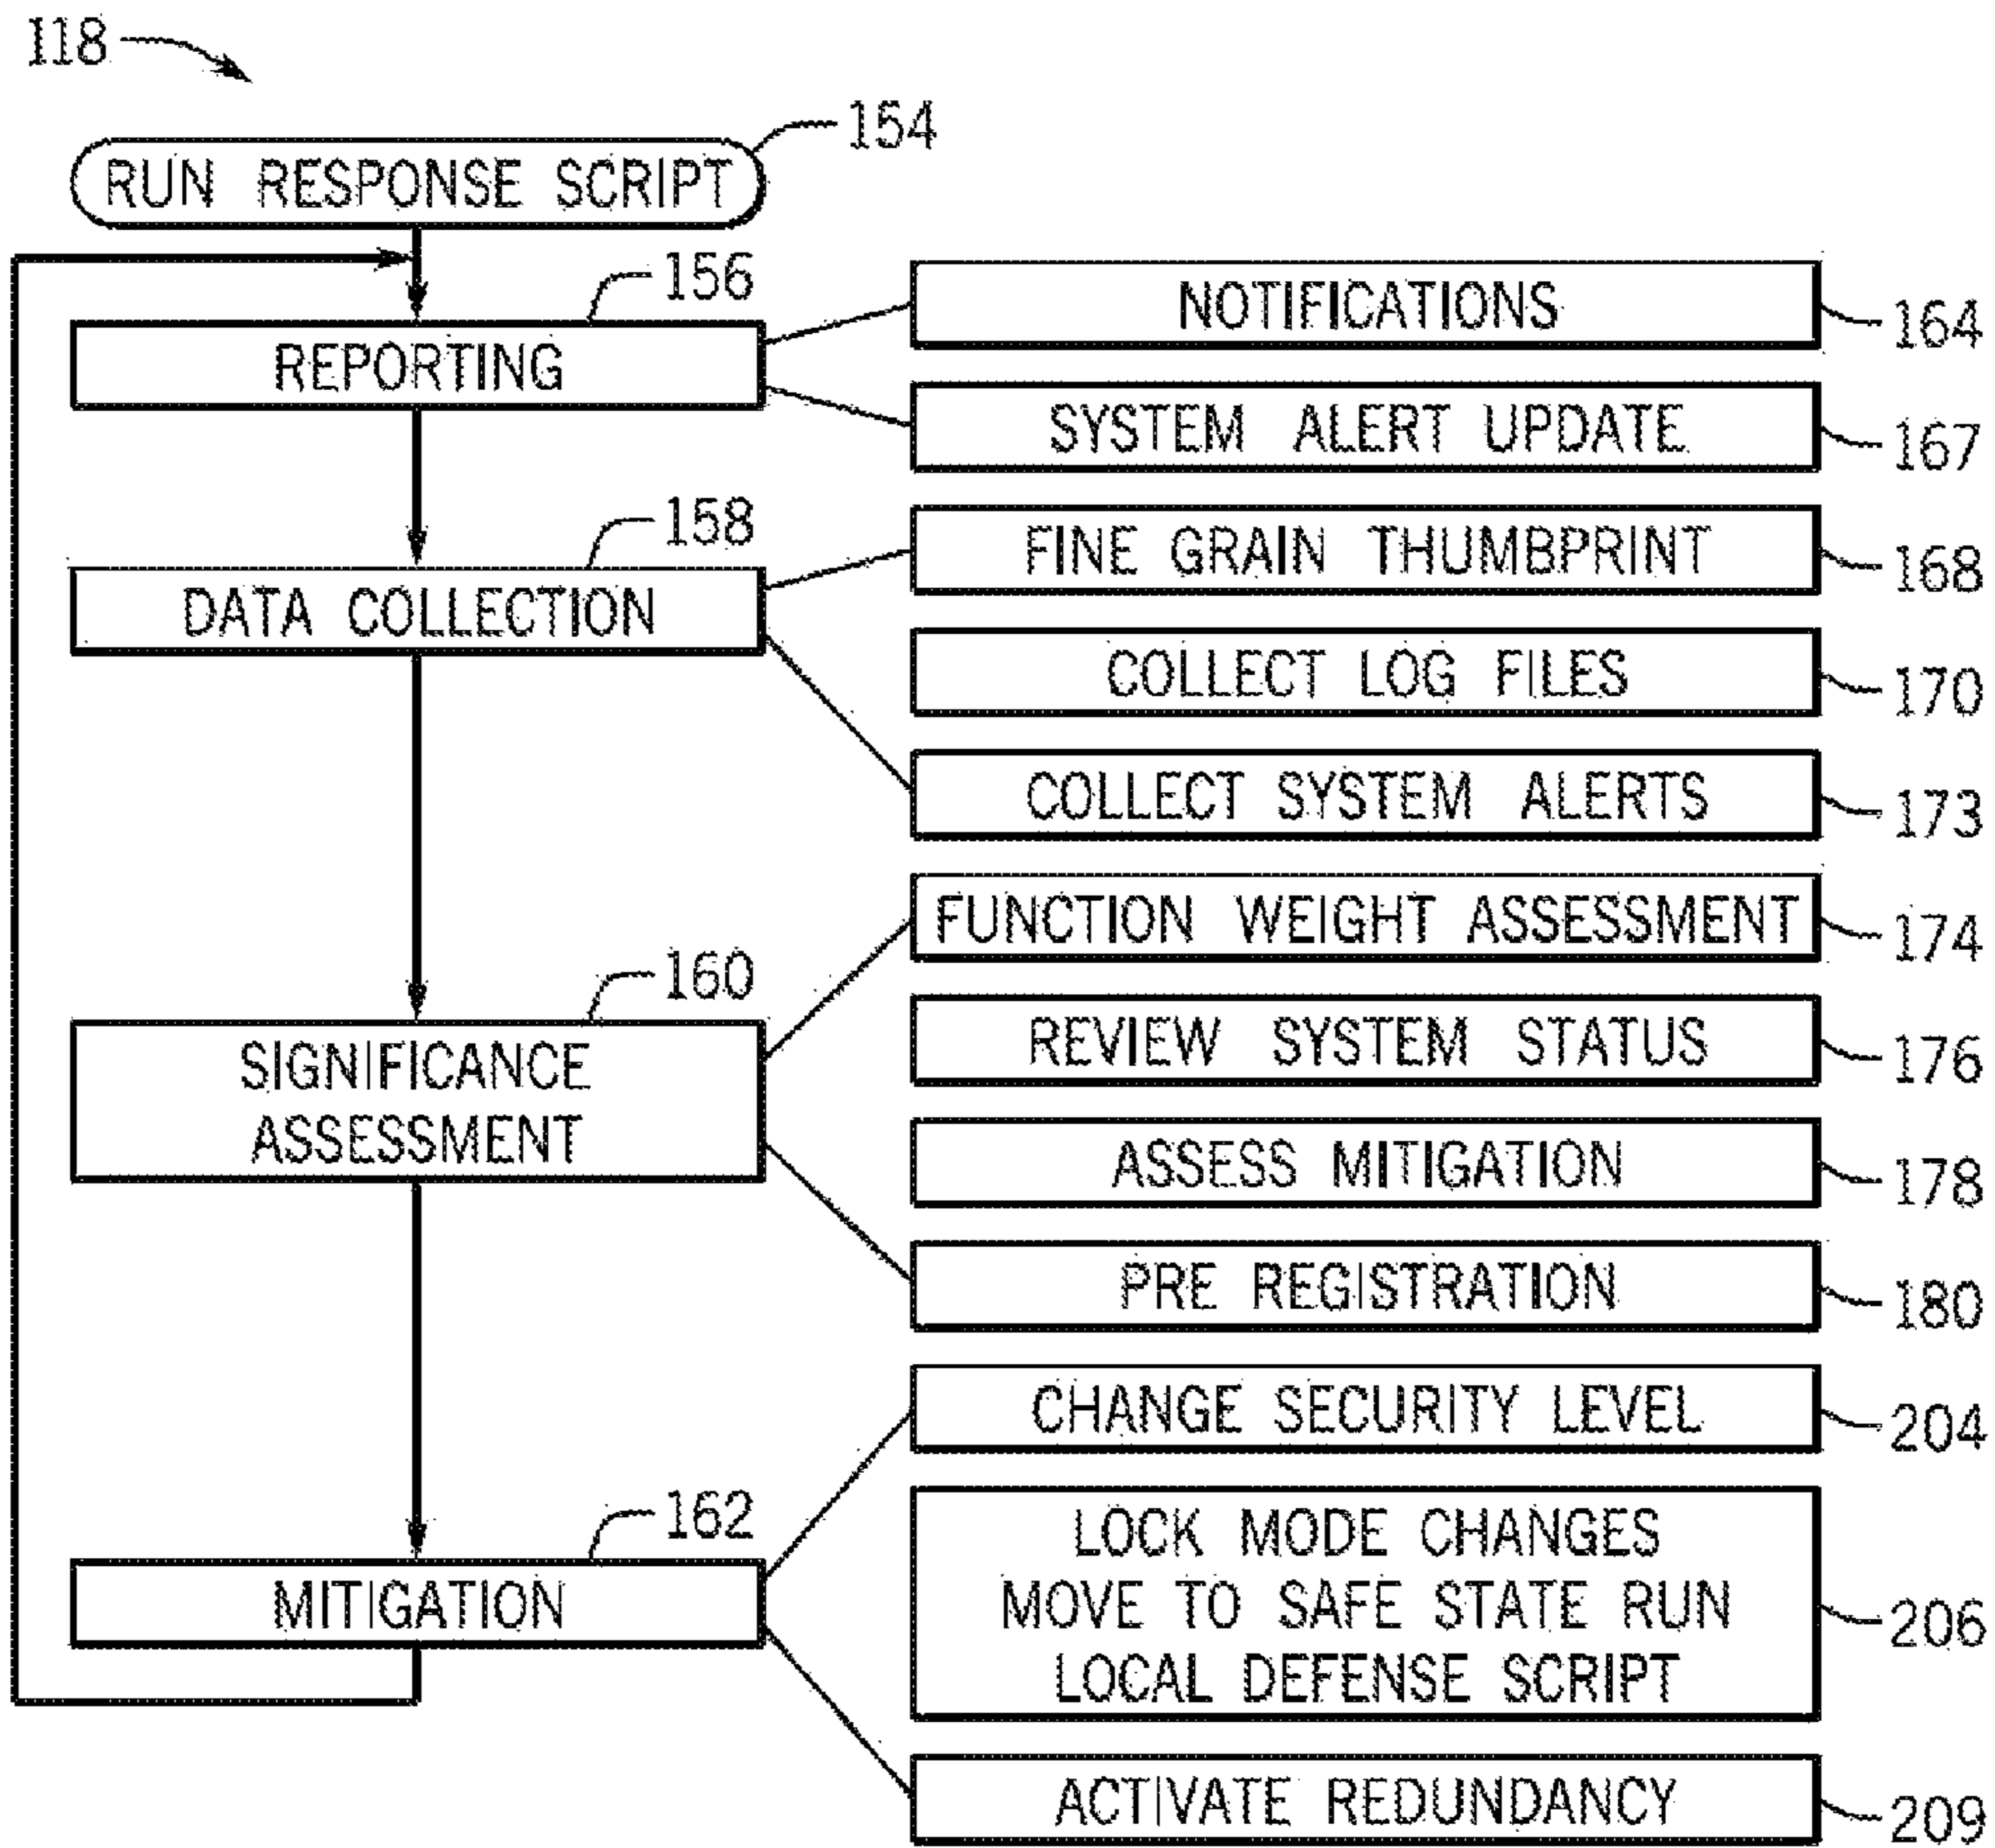 118
RUN RESPONSE SCRIPT
154
REPORTING
156
NOTIFICATIONS
164
SYSTEM ALERT UPDATE
167
DATA COLLECTION
158
FINE GRAIN THUMBPRINT
168
COLLECT LOG FILES
170
COLLECT SYSTEM ALERTS
173
SIGNIFICANCE
ASSESSMENT
160
FUNCTION WEIGHT ASSESSMENT
174
REVIEW SYSTEM STATUS
176
ASSESS MITIGATION
178
PRE REGISTRATION
180
MITIGATION
162
CHANGE SECURITY LEVEL
204
LOCK MODE CHANGES
MOVE TO SAFE STATE RUN
LOCAL DEFENSE SCRIPT
206
ACTIVATE REDUNDANCY
209